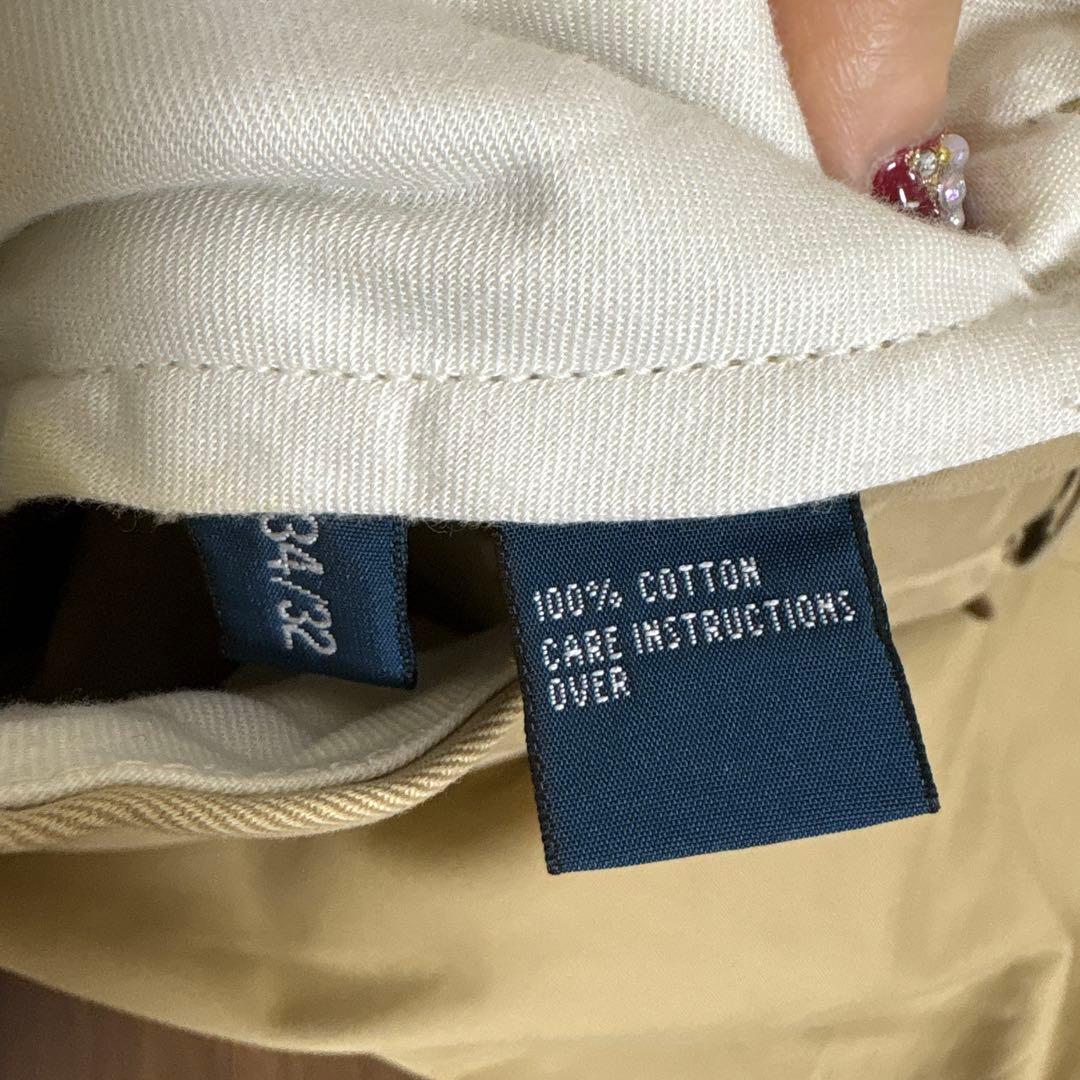 34/32
100% COTTON
CARE INSTRUCTIONS
OVER